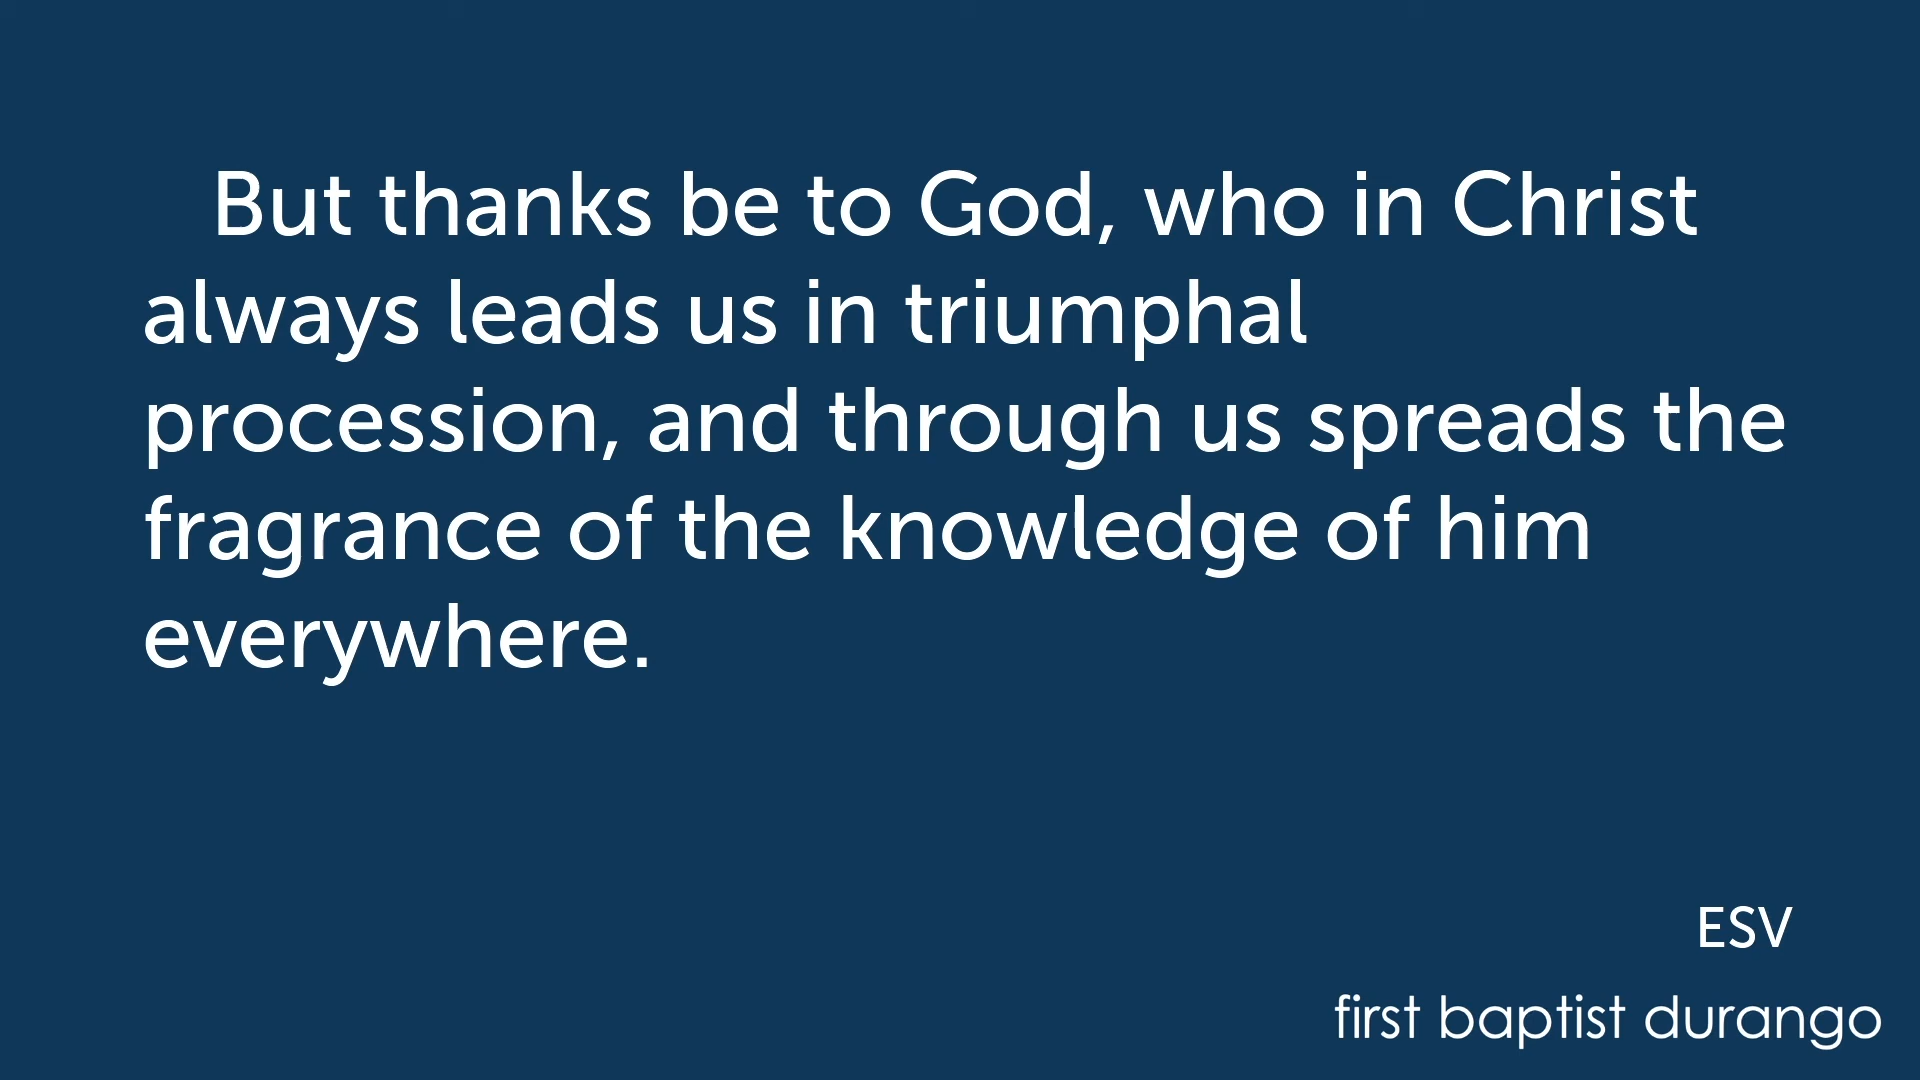 But thanks be to God, who in Christ
always leads us in triumphal
procession, and through us spreads the
fragrance of the knowledge of him
everywhere.
ESV
first baptist durango